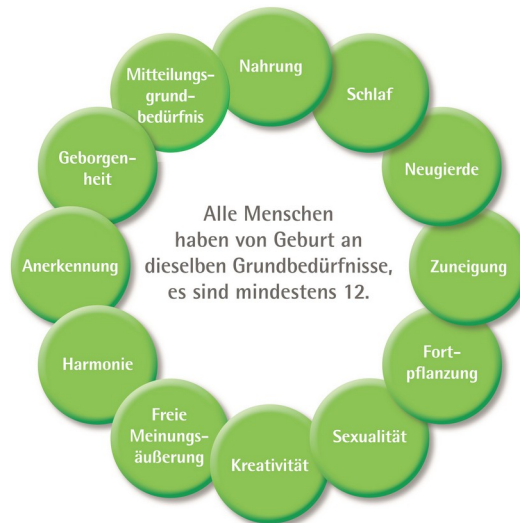 Nahrung
Schlaf
Neugierde
Zuneigung
Fort-
pflanzung
Sexualität
Kreativität
Freie
Meinungs-
äußerung
Harmonie
Anerkennung
Geborgen-
heit
Mitteilungs-
grund-
bedürfnis
Alle Menschen
haben von Geburt an
dieselben Grundbedürfnisse,
es sind mindestens 12.